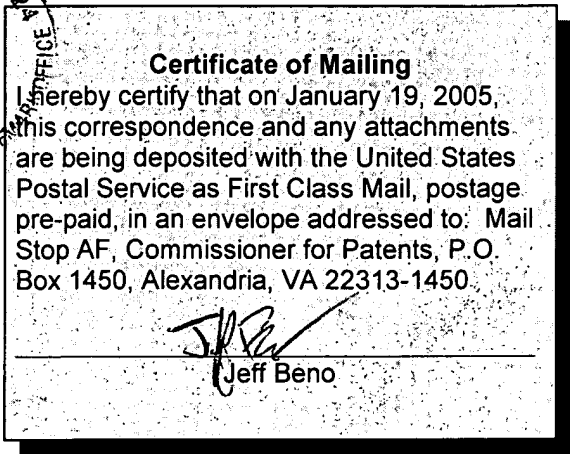 OFFICE
Certificate of Mailing
I hereby certify that on January 19, 2005,
this correspondence and any attachments
are being deposited with the United States
Postal Service as First Class Mail, postage
pre-paid, in an envelope addressed to: Mail
Stop AF, Commissioner for Patents, P.O.
Box 1450, Alexandria, VA 22313-1450
Jeff Beno